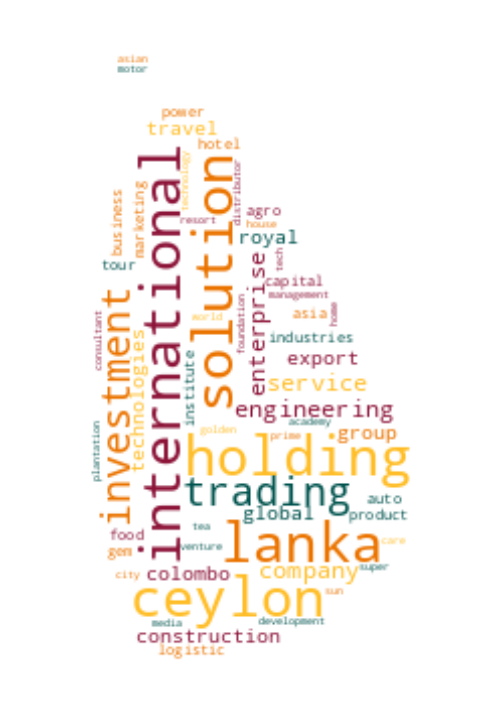 asian
motor
power
travel
hotel
technology
distributor
international
solution
business
marketing
resort
agro
house
royal
tour
tech
enterprise
capital
management
investment
foundation
world
asia
home
consultant
technologies
industries
institute
export
service
engineering
plantation
golden
academy
prime
group
holding
trading
auto
global
product
tea
food
gem
venture
lanka
care
city
colombo
company
super
ceylon
sun
media
development
construction
logistic